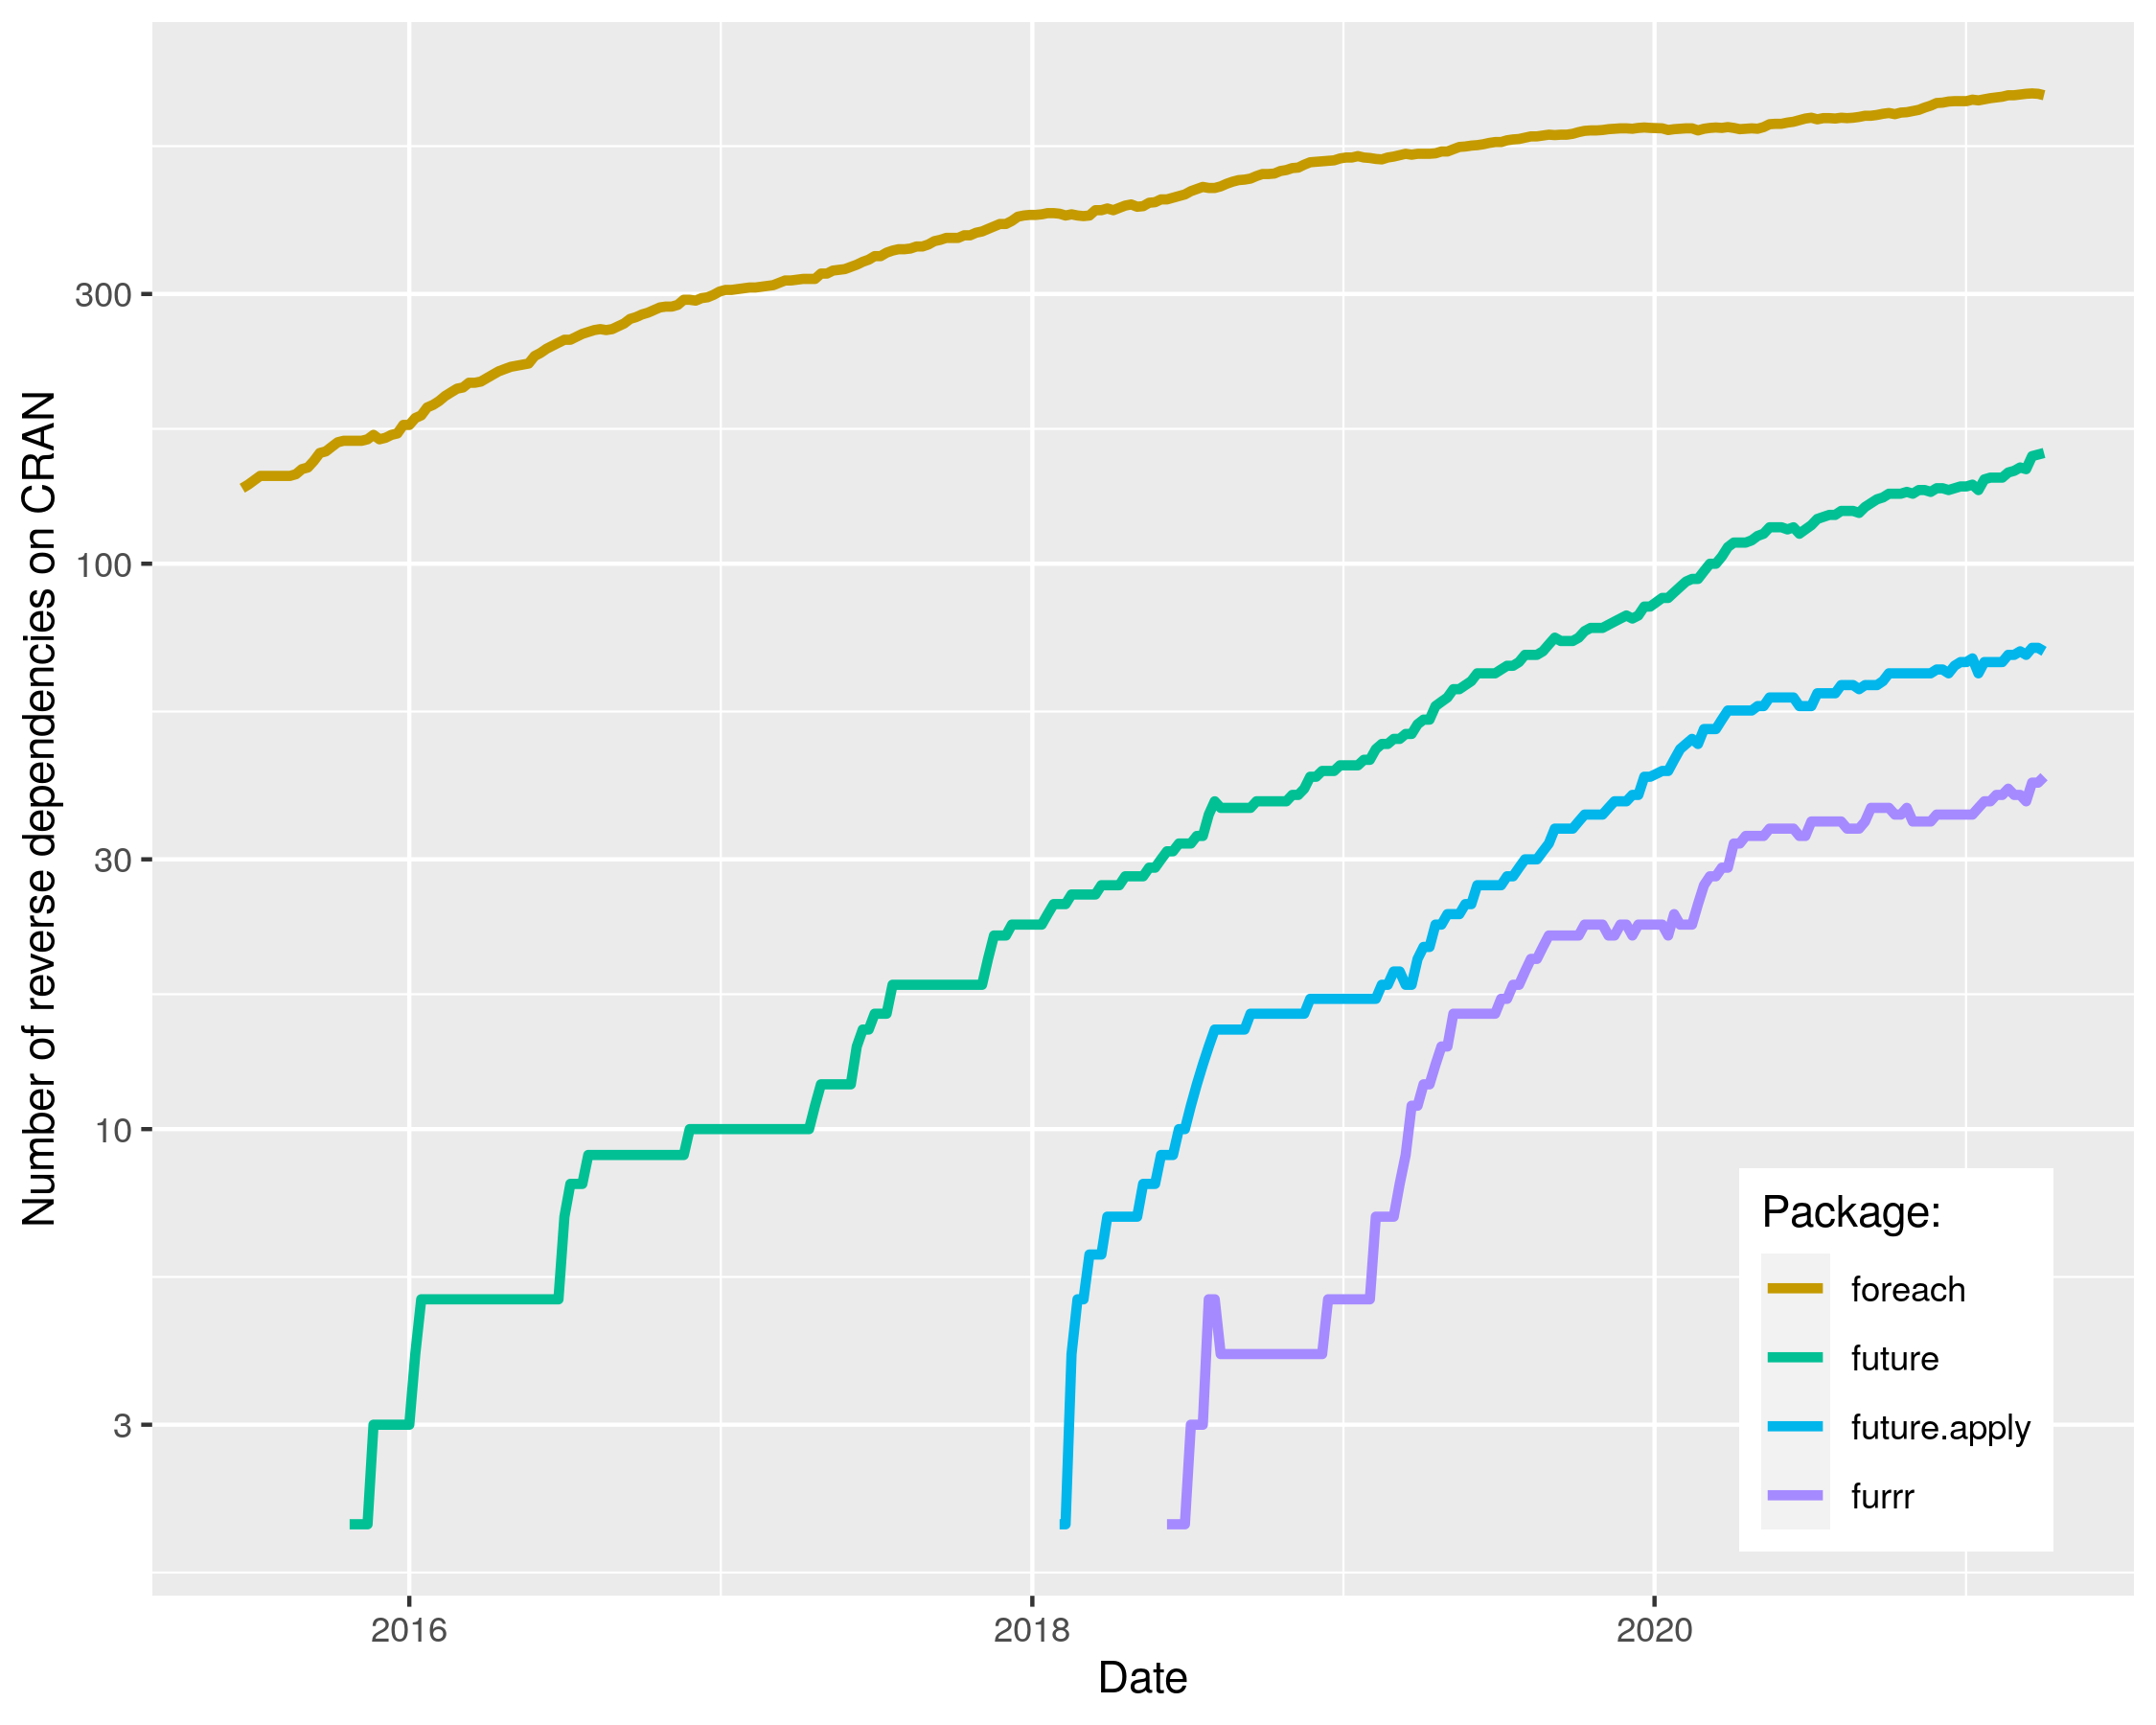 Number of reverse dependencies on CRAN
300
100
30
10
3
2016
2018
2020
Date
Package:
foreach
future
future.apply
furrr